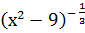 (x² − 9)^(−1/3)